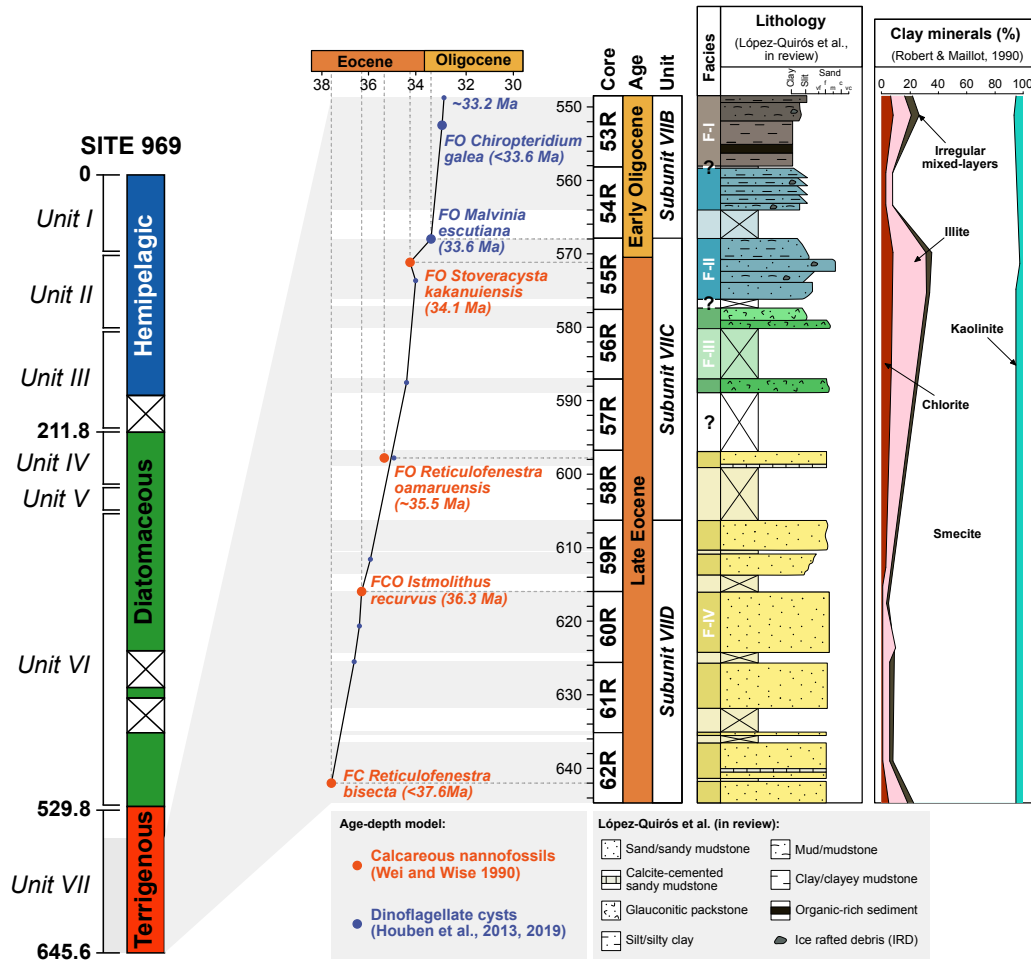 SITE 969
0
Unit I
Unit II
Unit III
211.8
Unit IV
Unit V
Unit VI
529.8
Unit VII
645.6
Hemipelagic
Diatomaceous
Terrigenous
Eocene
Oligocene
38 36 34 32 30
~33.2 Ma
FO Chiropteridium
galea (<33.6 Ma)
FO Malvinia
escutiana
(33.6 Ma)
FO Stoveracysta
kakanuiensis
(34.1 Ma)
FO Reticulofenestra
oamaruensis
(~35.5 Ma)
FCO Istmolithus
recurvus (36.3 Ma)
FC Reticulofenestra
bisecta (<37.6Ma)
550
560
570
580
590
600
610
620
630
640
Core
53R
54R
55R
56R
57R
58R
59R
60R
61R
62R
Age
Early Oligocene
Late Eocene
Unit
Subunit VIIB
Subunit VIIC
Subunit VIID
Facies
F-I
?
F-II
?
F-III
?
F-IV
Lithology
(López-Quirós et al.,
in review)
Clay
Slit
Sand
f m c vc
Clay minerals (%)
(Robert & Maillot, 1990)
0 20 40 60 80 100
Irregular
mixed-layers
Illite
Kaolinite
Chlorite
Smecite
Age-depth model:
Calcareous nannofossils
(Wei and Wise 1990)
Dinoflagellate cysts
(Houben et al., 2013, 2019)
López-Quirós et al. (in review):
Sand/sandy mudstone
Calcite-cemented
sandy mudstone
Glauconitic packstone
Silt/silty clay
Mud/mudstone
Clay/clayey mudstone
Organic-rich sediment
Ice rafted debris (IRD)